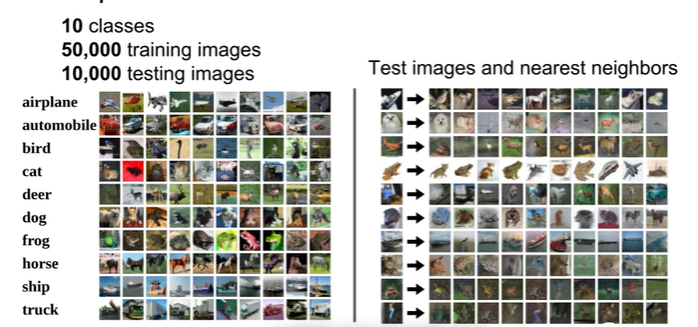 10 classes
50,000 training images
10,000 testing images
Test images and nearest neighbors
airplane
automobile
bird
cat
deer
dog
frog
horse
ship
truck